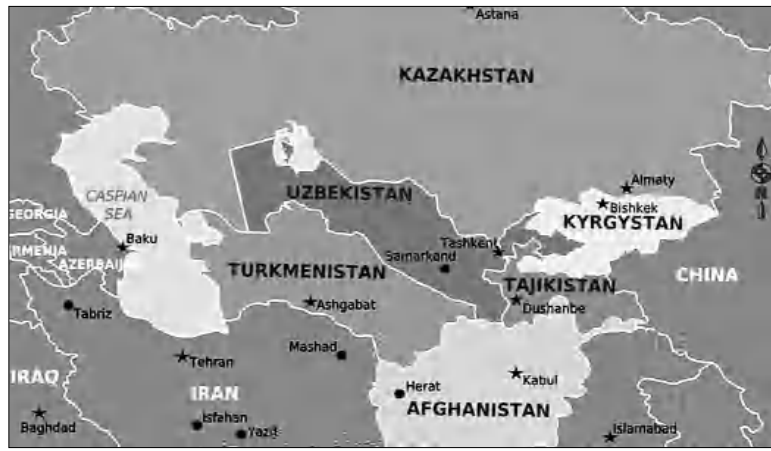 Astana
KAZAKHSTAN
CASPIAN
SEA
UZBEKISTAN
Almaty
Bishkek
KYRGYSTAN
GEORGIA
Baku
Tashkent
Samarkand
AZERBAIJ
TURKMENISTAN
TAJIKISTAN
CHINA
Tabriz
Ashgabat
Dushanbe
Mashad
Tehran
IRAQ
IRAN
Herat
Kabul
AFGHANISTAN
Baghdad
Isfahan
Yazd
Islamabad
N